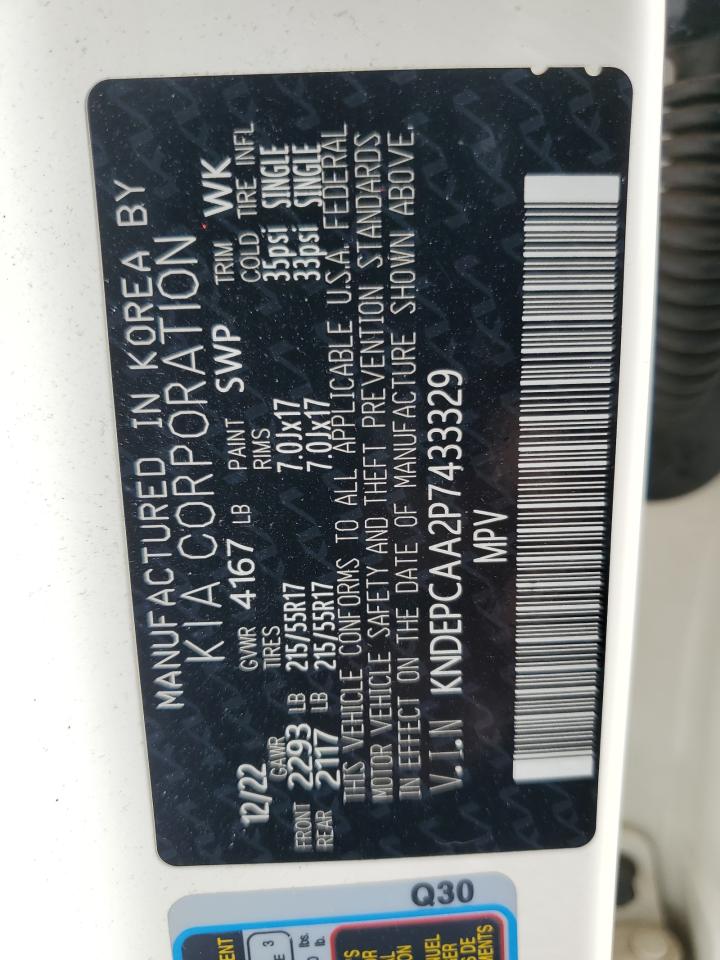 MANUFACTURED IN KOREA BY
KIA CORPORATION
12/22 GVWR 4167 LB PAINT SWP TRIM WK
GAWR TIRES RIMS COLD TIRE INFL
FRONT 2293 LB 215/55R17 7.0Jx17 35psi SINGLE
REAR 2117 LB 215/55R17 7.0Jx17 33psi SINGLE
THIS VEHICLE CONFORMS TO ALL APPLICABLE U.S.A. FEDERAL
MOTOR VEHICLE SAFETY AND THEFT PREVENTION STANDARDS
IN EFFECT ON THE DATE OF MANUFACTURE SHOWN ABOVE.
V.I.N KNDEPCAA2P7433329
MPV
Q30
3
lbs.
lb.